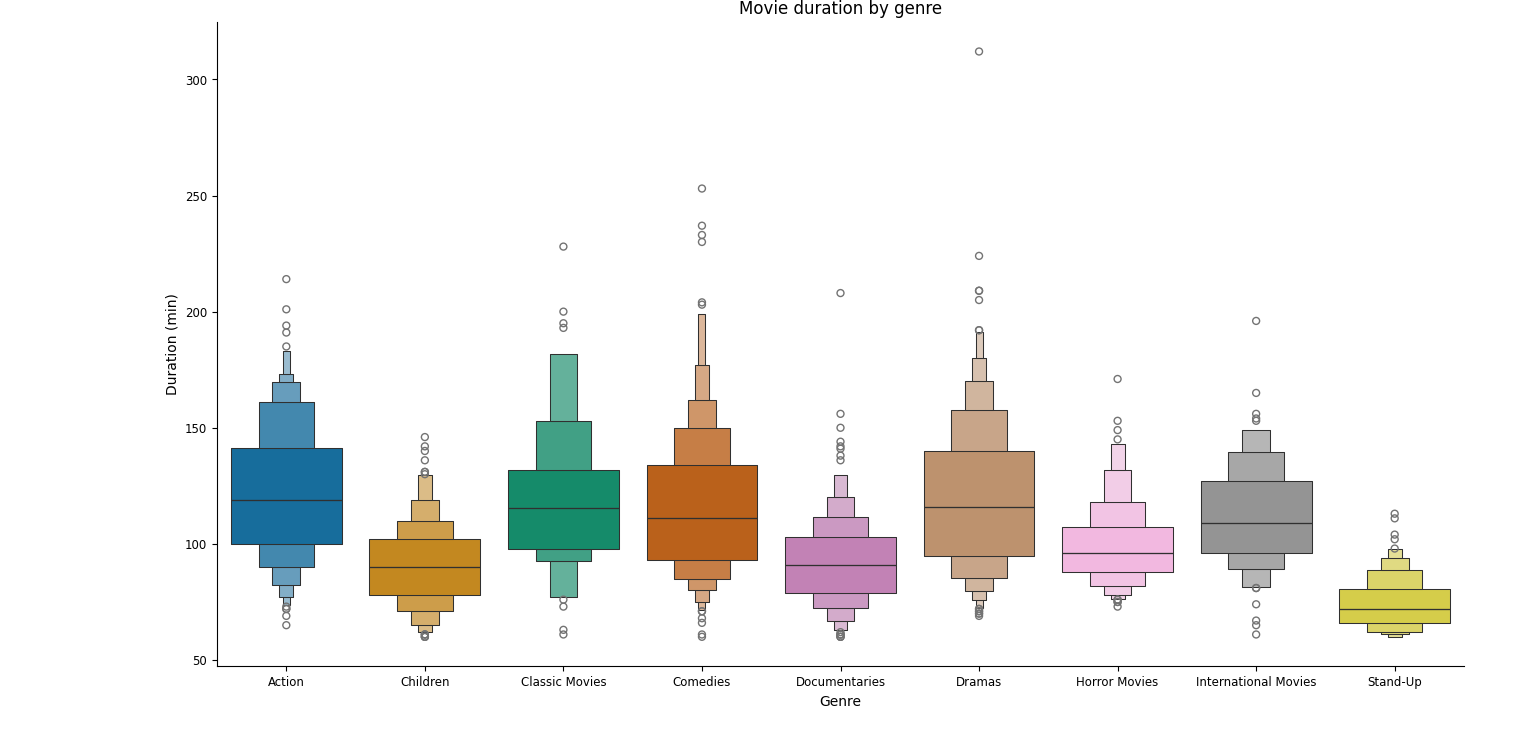 Movie duration by genre
300
250
200
150
100
50
Duration (min)
Action Children Classic Movies Comedies Documentaries Dramas Horror Movies International Movies Stand-Up
Genre